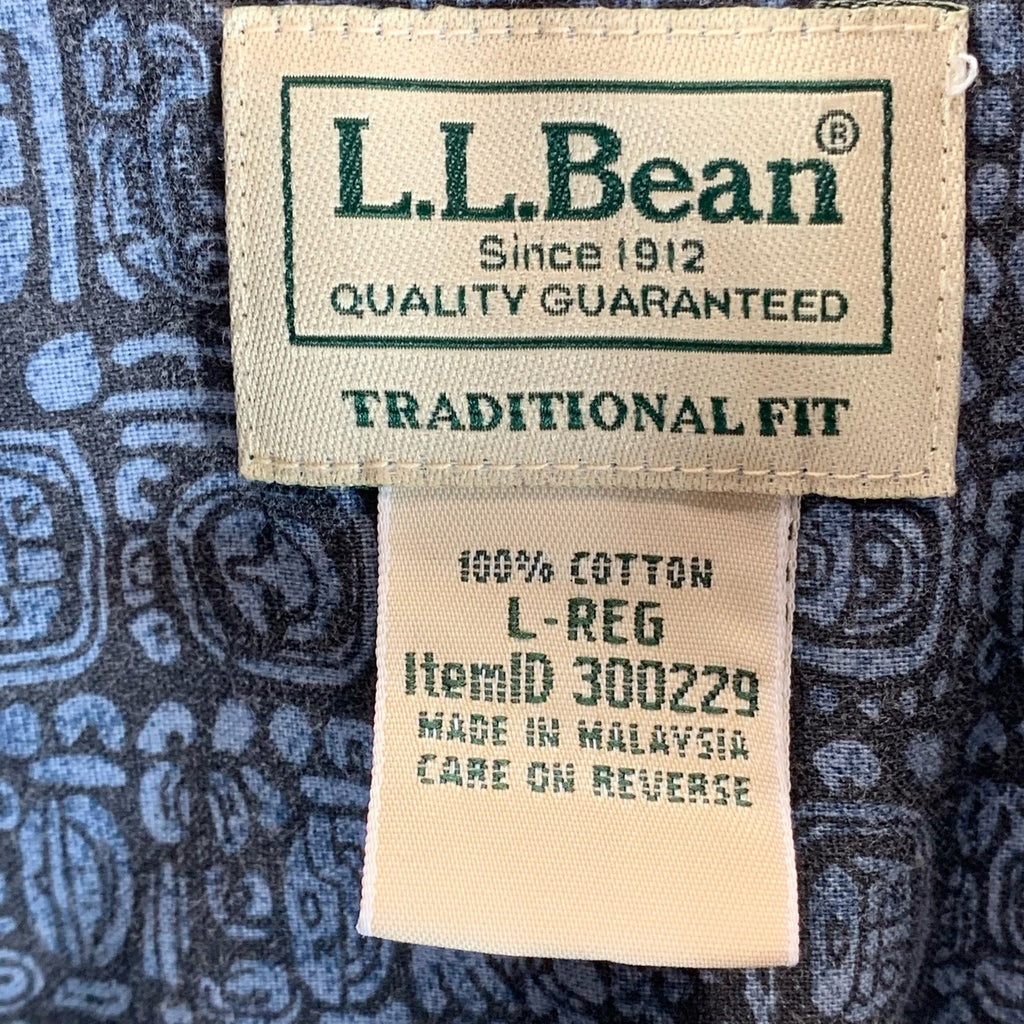 L.L.Bean®
Since 1912
QUALITY GUARANTEED
TRADITIONAL FIT
100% COTTON
L-REG
ItemID 300229
MADE IN MALAYSIA
CARE ON REVERSE